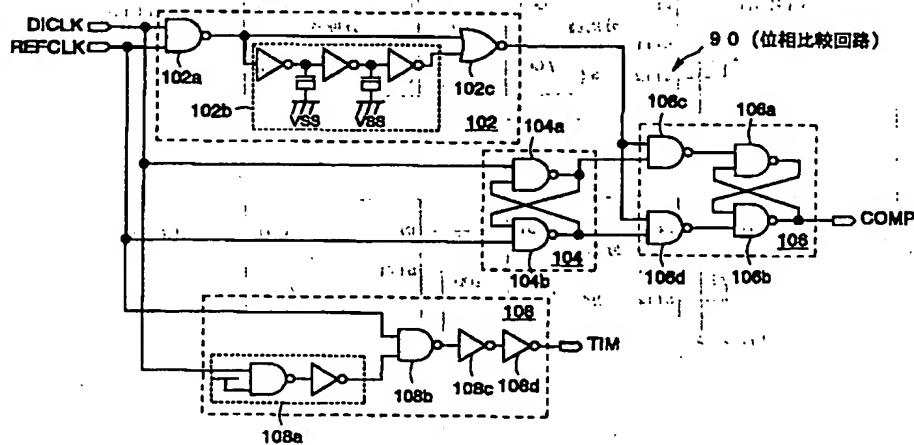 DICLK
REFCLK
102a
102b
VSS
VSS
102c
102
90 (位相比較回路)
106c
106a
104a
104
104b
106
COMP
106d
106b
108
TIM
108b
108c
108d
108a